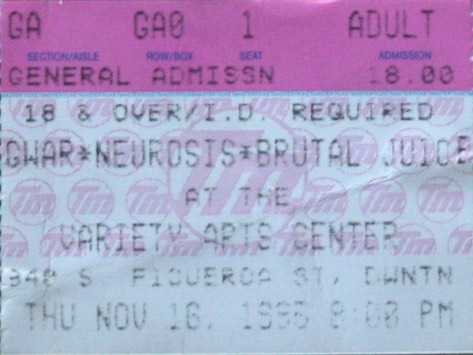 GA GA0 1 ADULT
SECTION/AISLE ROW/BOX SEAT ADMISSION
GENERAL ADMISSN 18.00
18 & OVER/I.D. REQUIRED
GWAR*NEUROSIS*BRUTAL JUICE
AT THE
VARIETY ARTS CENTER
940 S. FIGUEROA ST, DWNTN
THU NOV 16, 1995 8:00 PM